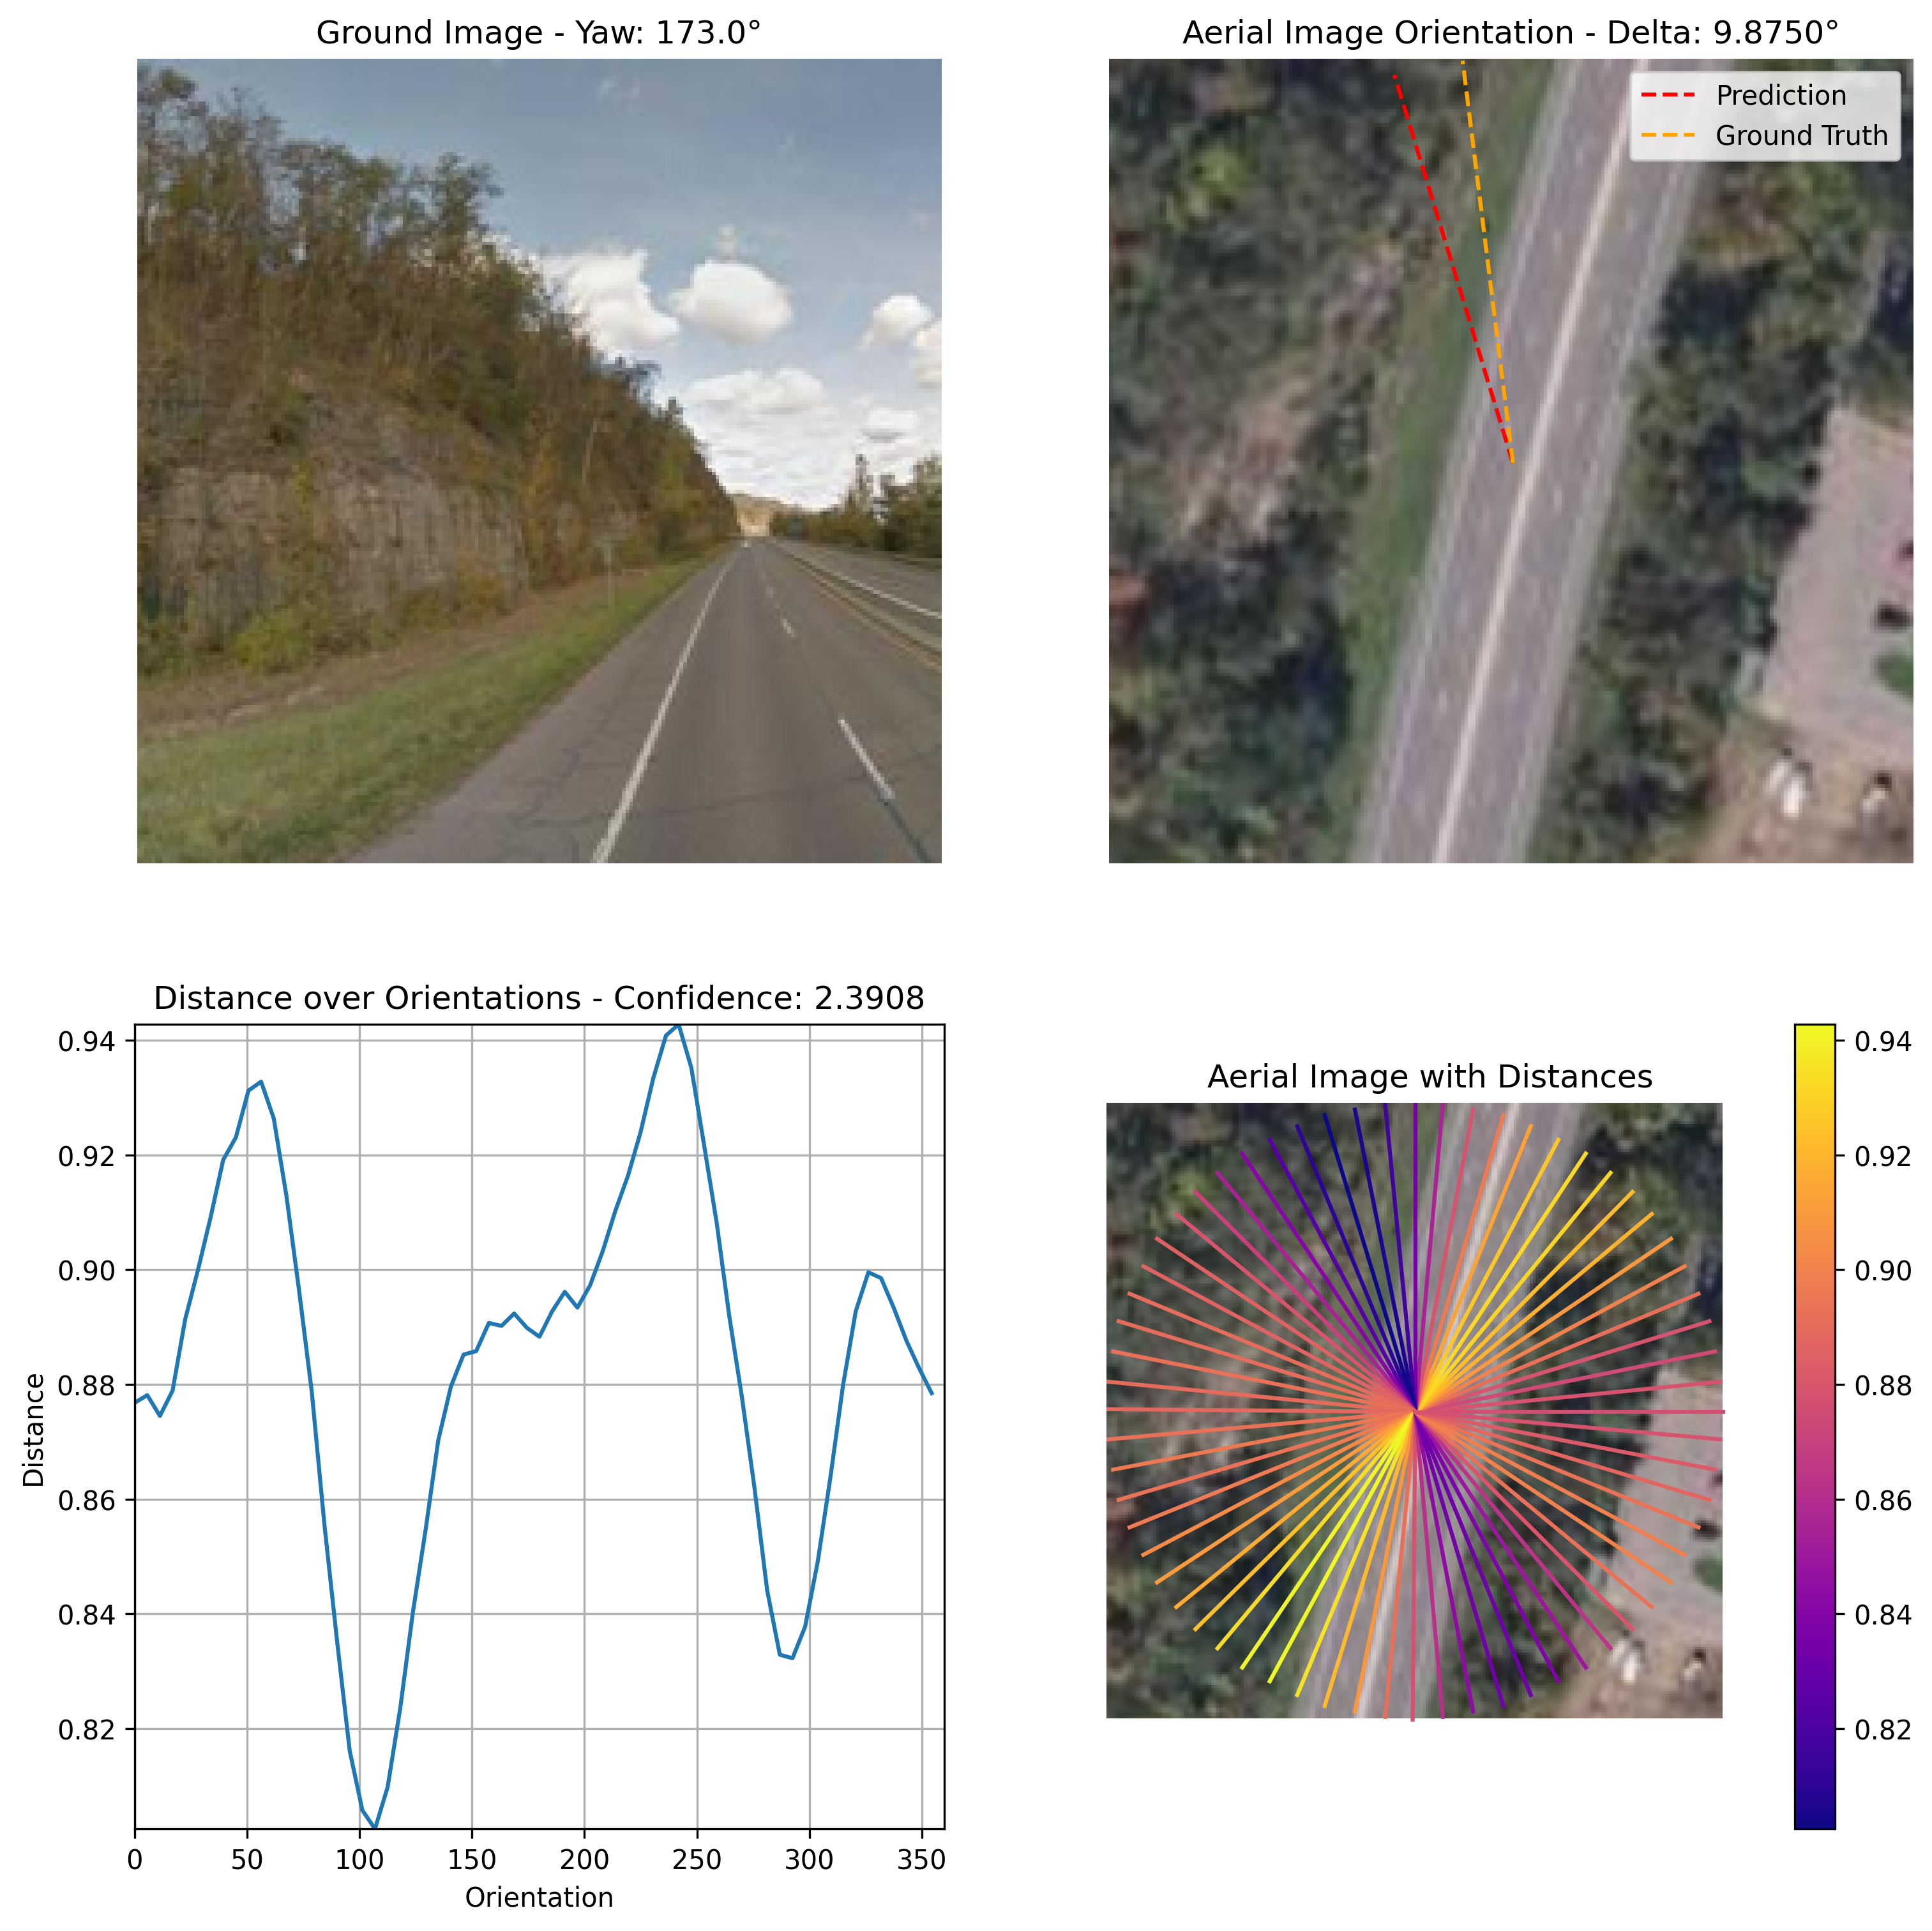 Ground Image - Yaw: 173.0°
Aerial Image Orientation - Delta: 9.8750°
Prediction
Ground Truth
Distance over Orientations - Confidence: 2.3908
0.94
0.92
0.90
0.88
0.86
0.84
0.82
Distance
0
50
100
150
200
250
300
350
Orientation
Aerial Image with Distances
0.94
0.92
0.90
0.88
0.86
0.84
0.82